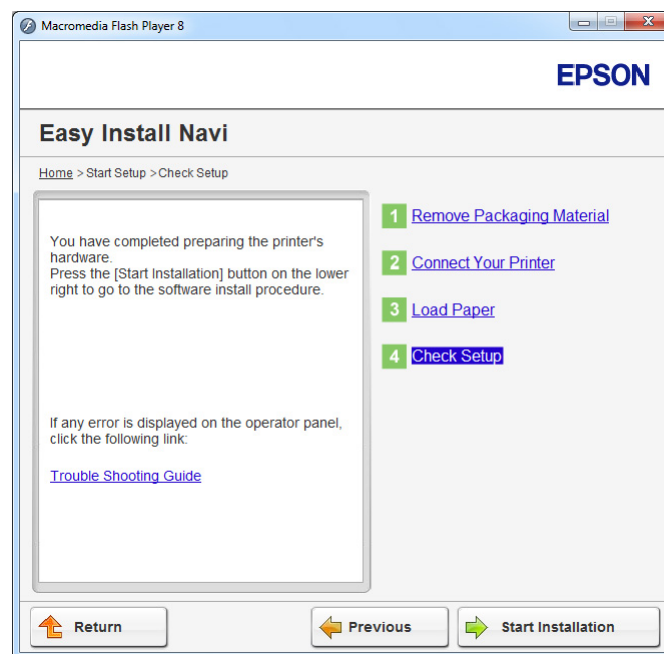 Macromedia Flash Player 8
EPSON
Easy Install Navi
Home > Start Setup >Check Setup
You have completed preparing the printer's
hardware.
Press the [Start Installation] button on the lower
right to go to the software install procedure.
If any error is displayed on the operator panel,
click the following link:
Trouble Shooting Guide
1 Remove Packaging Material
2 Connect Your Printer
3 Load Paper
4 Check Setup
Return
Previous
Start Installation